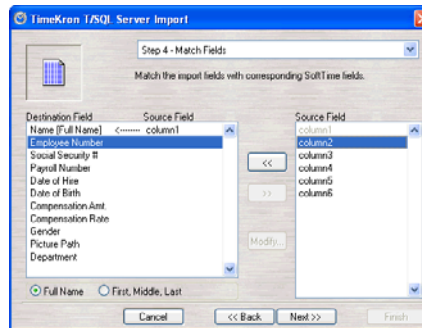 TimeKron T/SQL Server Import
Step 4 - Match Fields
Match the import fields with corresponding SoftTime fields.
Destination Field Source Field
Name [Full Name] <-------- column1
Employee Number
Social Security #
Payroll Number
Date of Hire
Date of Birth
Compensation Amt.
Compensation Rate
Gender
Picture Path
Department
Full Name First, Middle, Last
<<
>>
Modify...
Source Field
column1
column2
column3
column4
column5
column6
Cancel << Back Next >> Finish